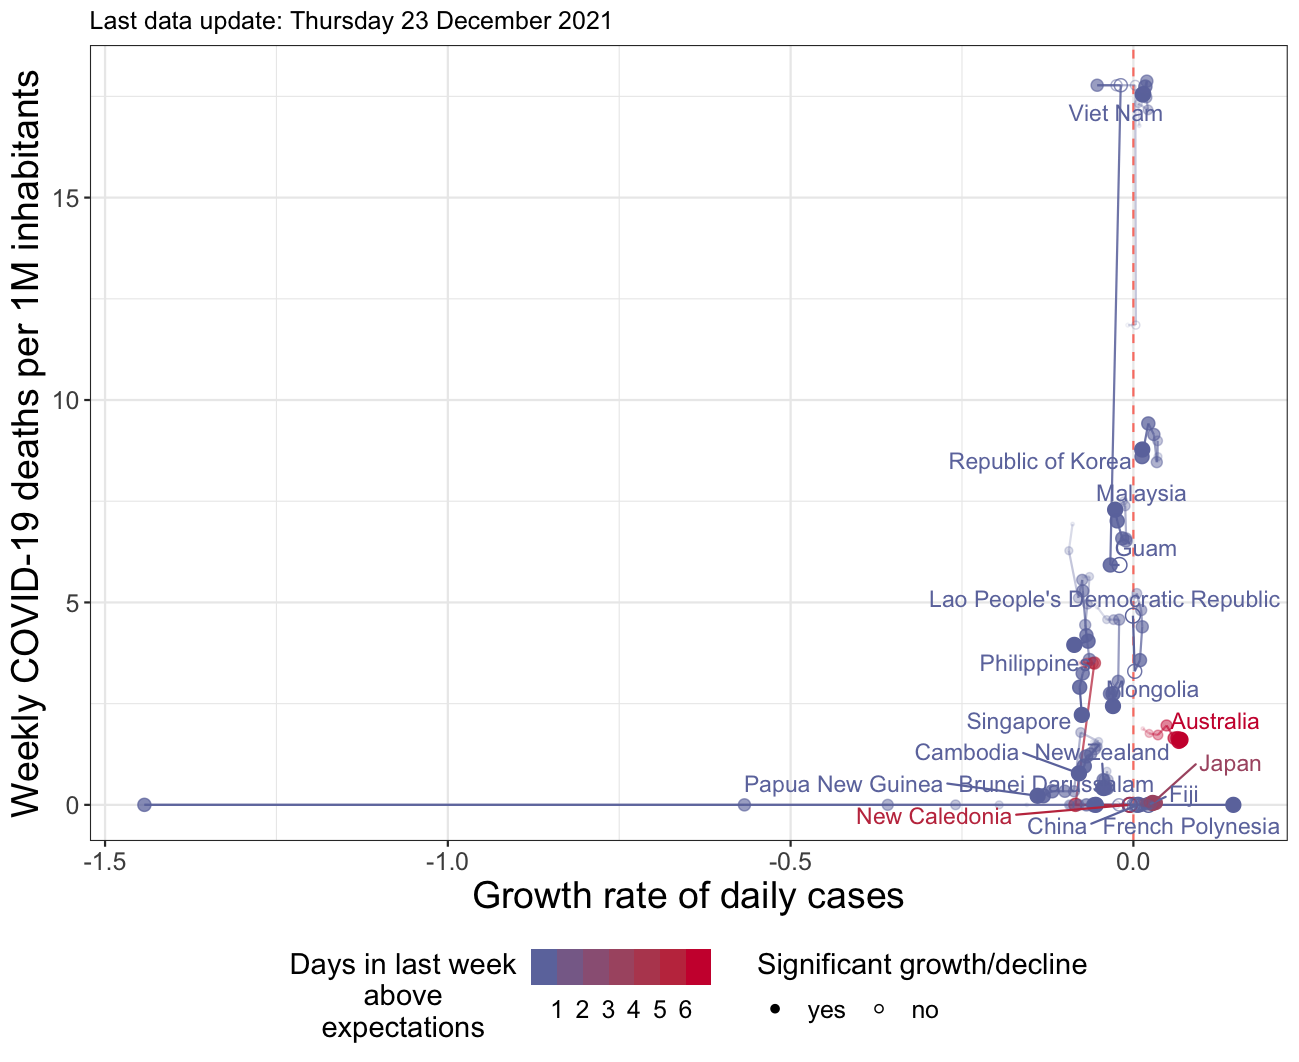 Last data update: Thursday 23 December 2021
Weekly COVID-19 deaths per 1M inhabitants
15
10
5
0
Viet Nam
Republic of Korea
Malaysia
Guam
Lao People's Democratic Republic
Philippines
Mongolia
Singapore
Australia
Cambodia
New Zealand
Japan
Papua New Guinea
Brunei Darussalam
Fiji
New Caledonia
China
French Polynesia
-1.5
-1.0
-0.5
0.0
Growth rate of daily cases
Days in last week
above
expectations
1 2 3 4 5 6
Significant growth/decline
yes
no